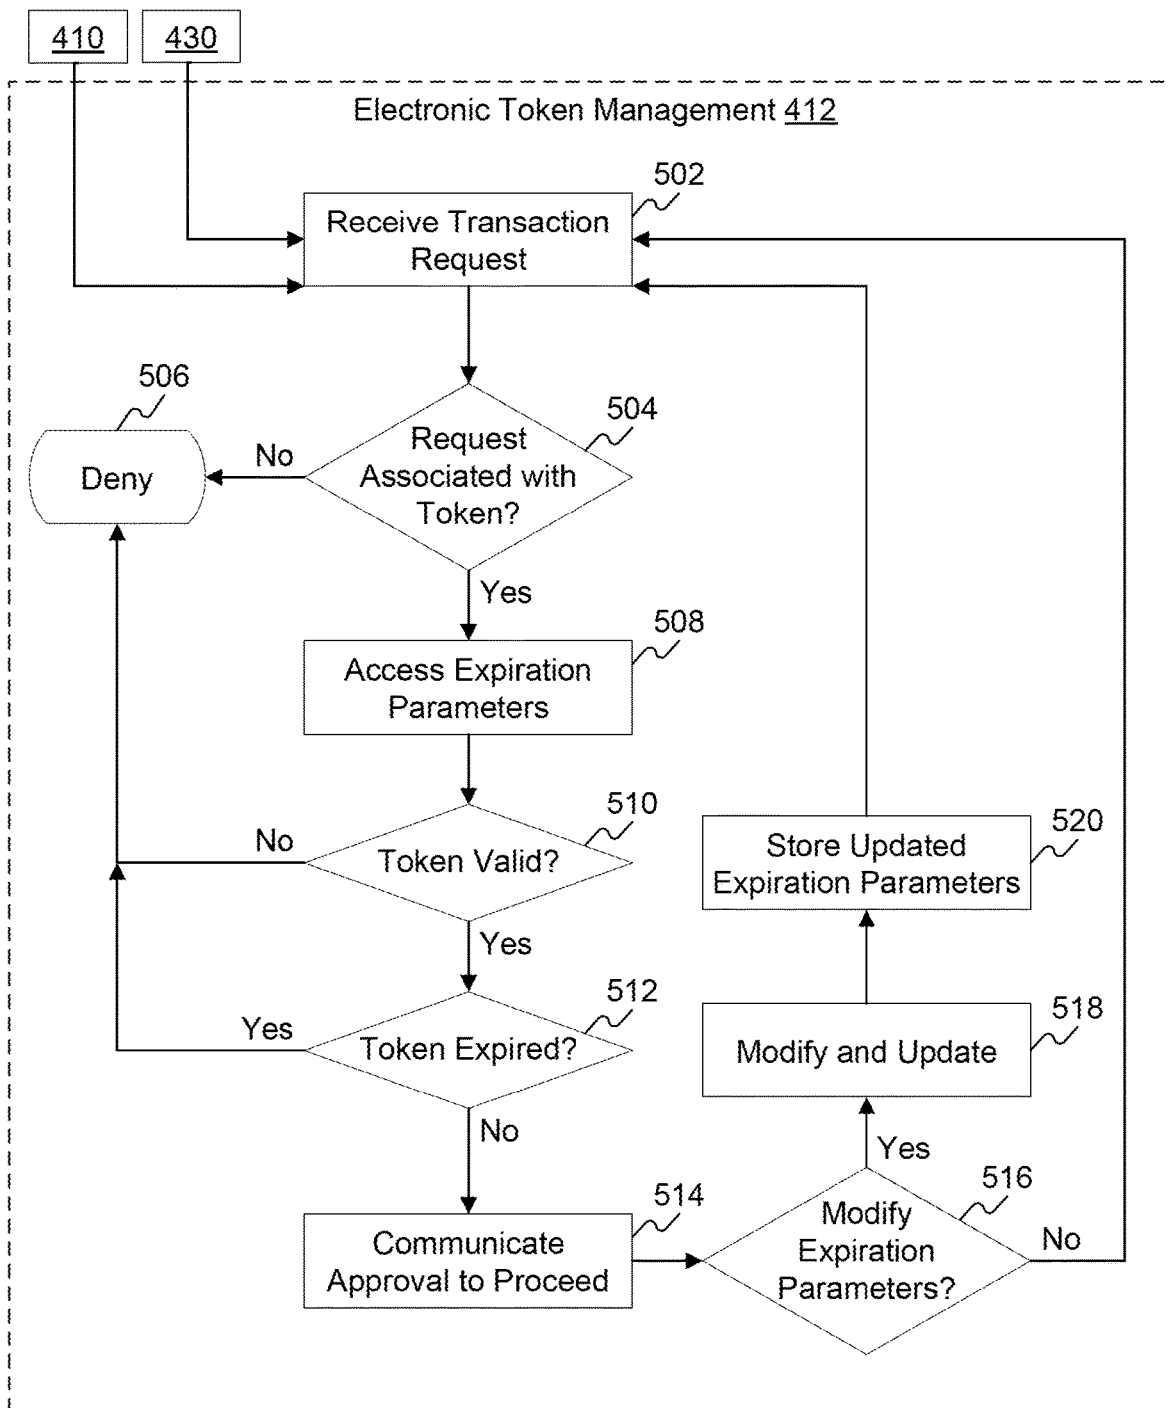 410 430
Electronic Token Management 412
502
Receive Transaction
Request
506
504
Deny
No
Request
Associated with
Token?
Yes
508
Access Expiration
Parameters
510
No
Token Valid?
Yes
520
Store Updated
Expiration Parameters
512
Yes
Token Expired?
No
518
Modify and Update
Yes
514
Communicate
Approval to Proceed
516
Modify
Expiration
Parameters?
No